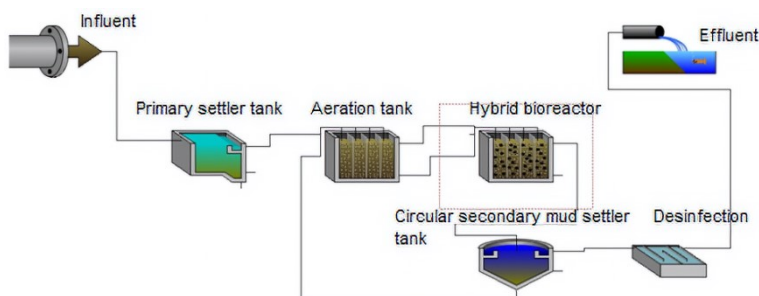 Influent
Effluent
Primary settler tank
Aeration tank
Hybrid bioreactor
Circular secondary mud settler
tank
Desinfection